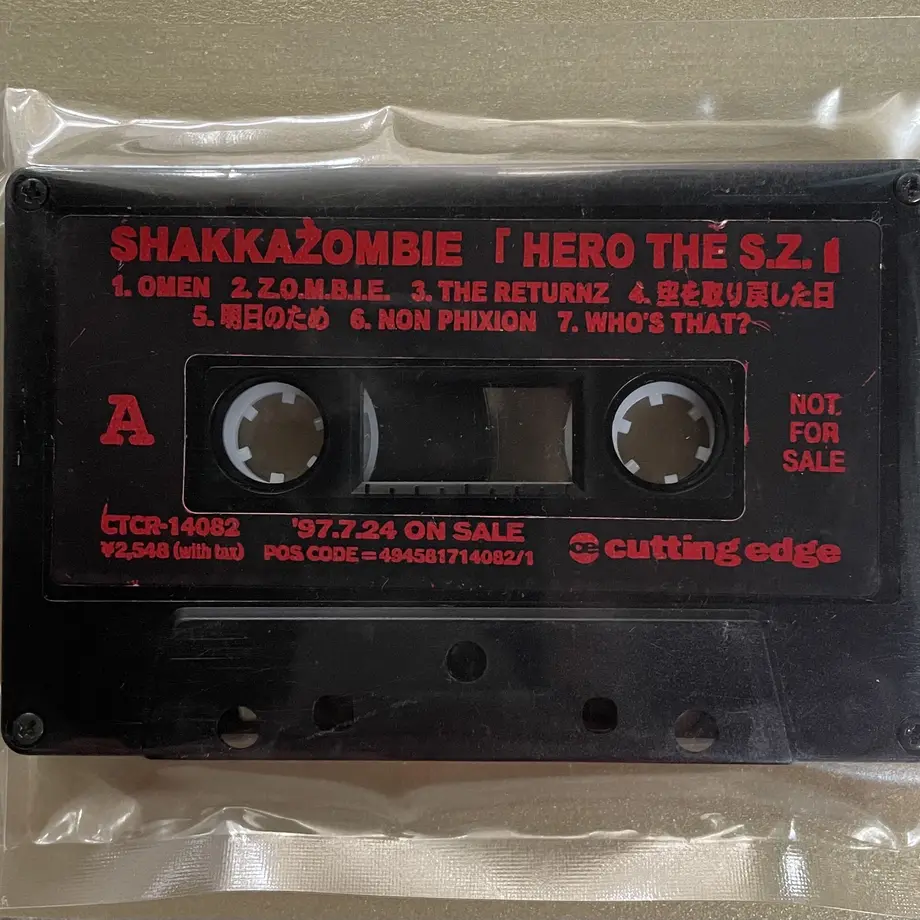 SHAKKAZOMBIE 「HERO THE S.Z.」
1. OMEN 2. Z.O.M.B.I.E. 3. THE RETURNZ 4.空を取り戻した日
5. 明日のため 6. NON PHIXION 7. WHO'S THAT?
A
NOT
FOR
SALE
CTCR-14082 '97.7.24 ON SALE
¥2,548 (with tax) POS CODE=494581714082/1 cutting edge